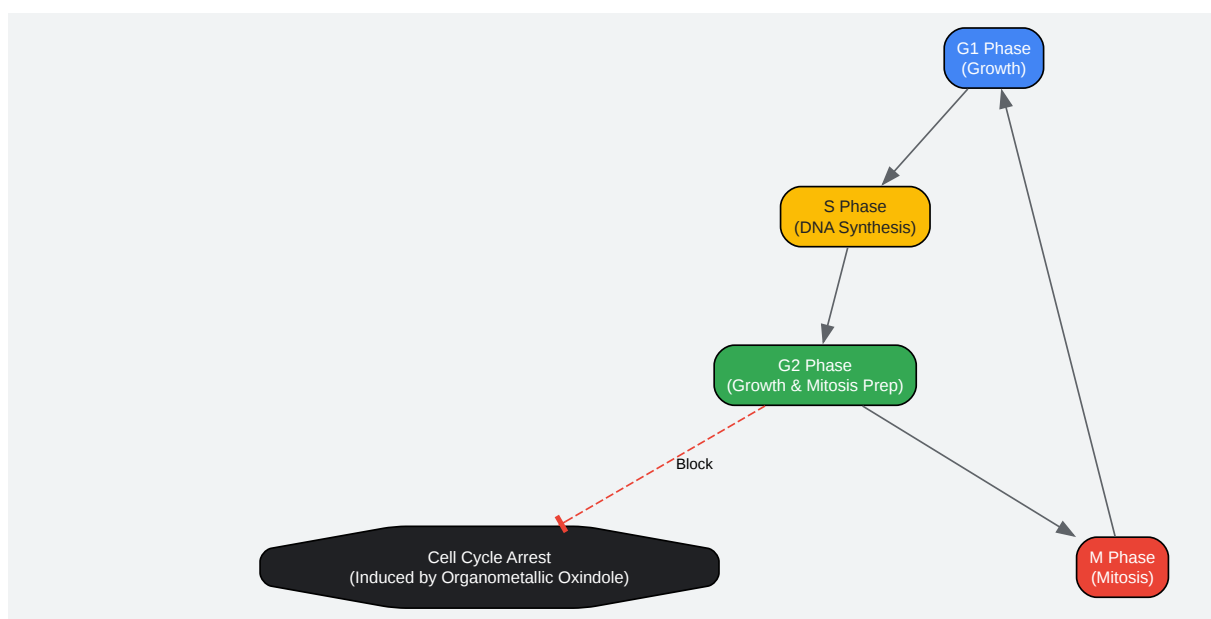 G1 Phase
(Growth)
S Phase
(DNA Synthesis)
G2 Phase
(Growth & Mitosis Prep)
Block
Cell Cycle Arrest
(Induced by Organometallic Oxindole)
M Phase
(Mitosis)